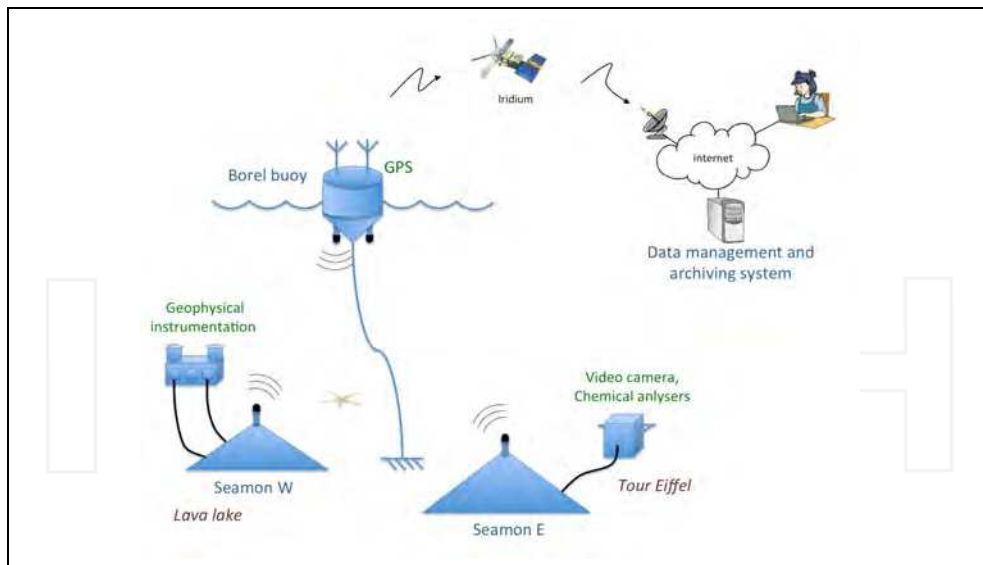 Iridium
internet
GPS
Borel buoy
Data management and
archiving system
Geophysical
instrumentation
Video camera,
Chemical anlysers
Seamon W
Tour Eiffel
Lava lake
Seamon E